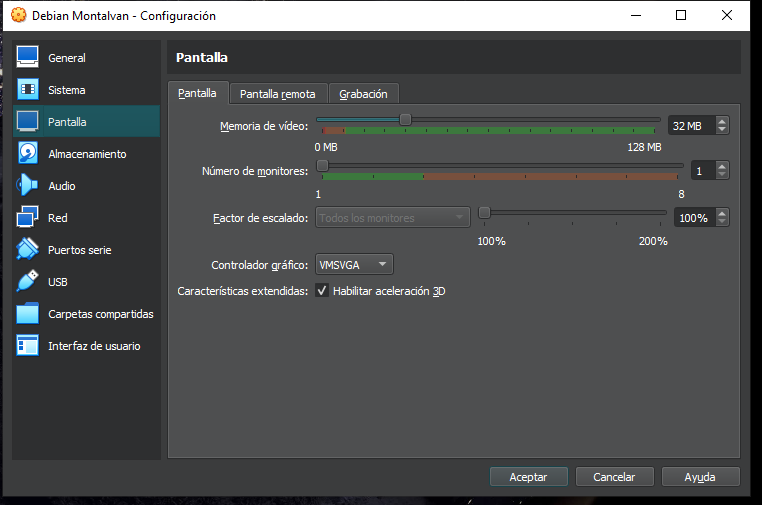 Debian Montalvan - Configuración
General
Sistema
Pantalla
Almacenamiento
Audio
Red
Puertos serie
USB
Carpetas compartidas
Interfaz de usuario
Pantalla
Pantalla Pantalla remota Grabación
Memoria de vídeo: 32 MB
0 MB 128 MB
Número de monitores: 1
1 8
Factor de escalado: Todos los monitores 100%
100% 200%
Controlador gráfico: VMSVGA
Características extendidas: Habilitar aceleración 3D
Aceptar Cancelar Ayuda